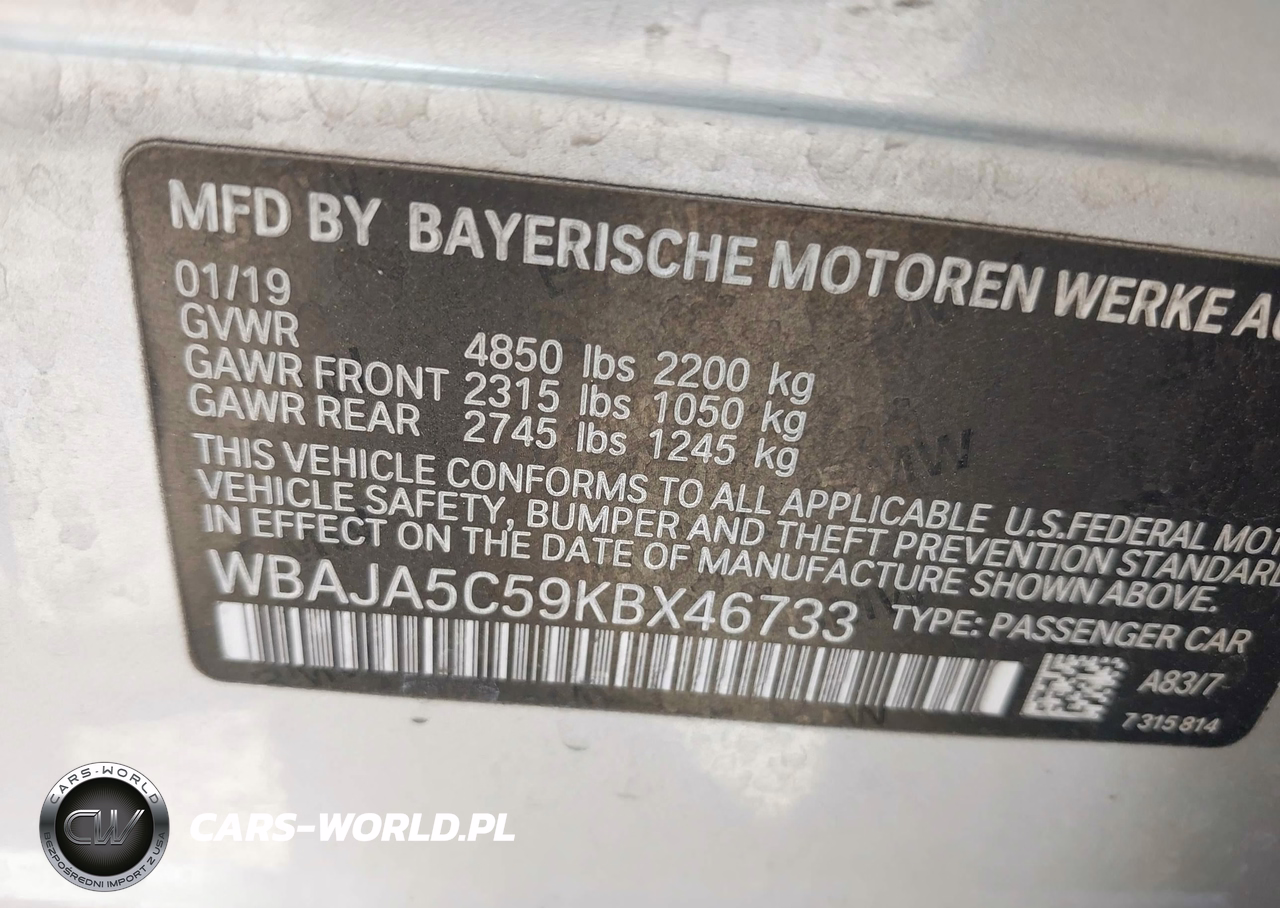 MFD BY BAYERISCHE MOTOREN WERKE
01/19
GVWR 4850 lbs 2200 kg
GAWR FRONT 2315 lbs 1050 kg
GAWR REAR 2745 lbs 1245 kg
THIS VEHICLE CONFORMS TO ALL APPLICABLE U.S.FEDERAL
VEHICLE SAFETY, BUMPER AND THEFT PREVENTION STANDARD
IN EFFECT ON THE DATE OF MANUFACTURE SHOWN ABOVE.
WBAJA5C59KBX46733 TYPE: PASSENGER CAR
A83/7
7 315 814
CARS-WORLD
CW
BEZPOŚREDNI IMPORT Z USA
CARS-WORLD.PL